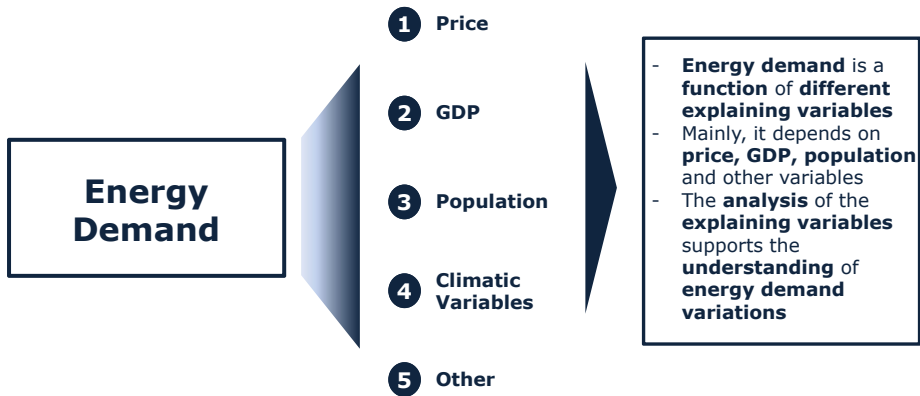 Energy
Demand
1 Price
2 GDP
3 Population
4 Climatic
Variables
5 Other
- Energy demand is a
function of different
explaining variables
- Mainly, it depends on
price, GDP, population
and other variables
- The analysis of the
explaining variables
supports the
understanding of
energy demand
variations